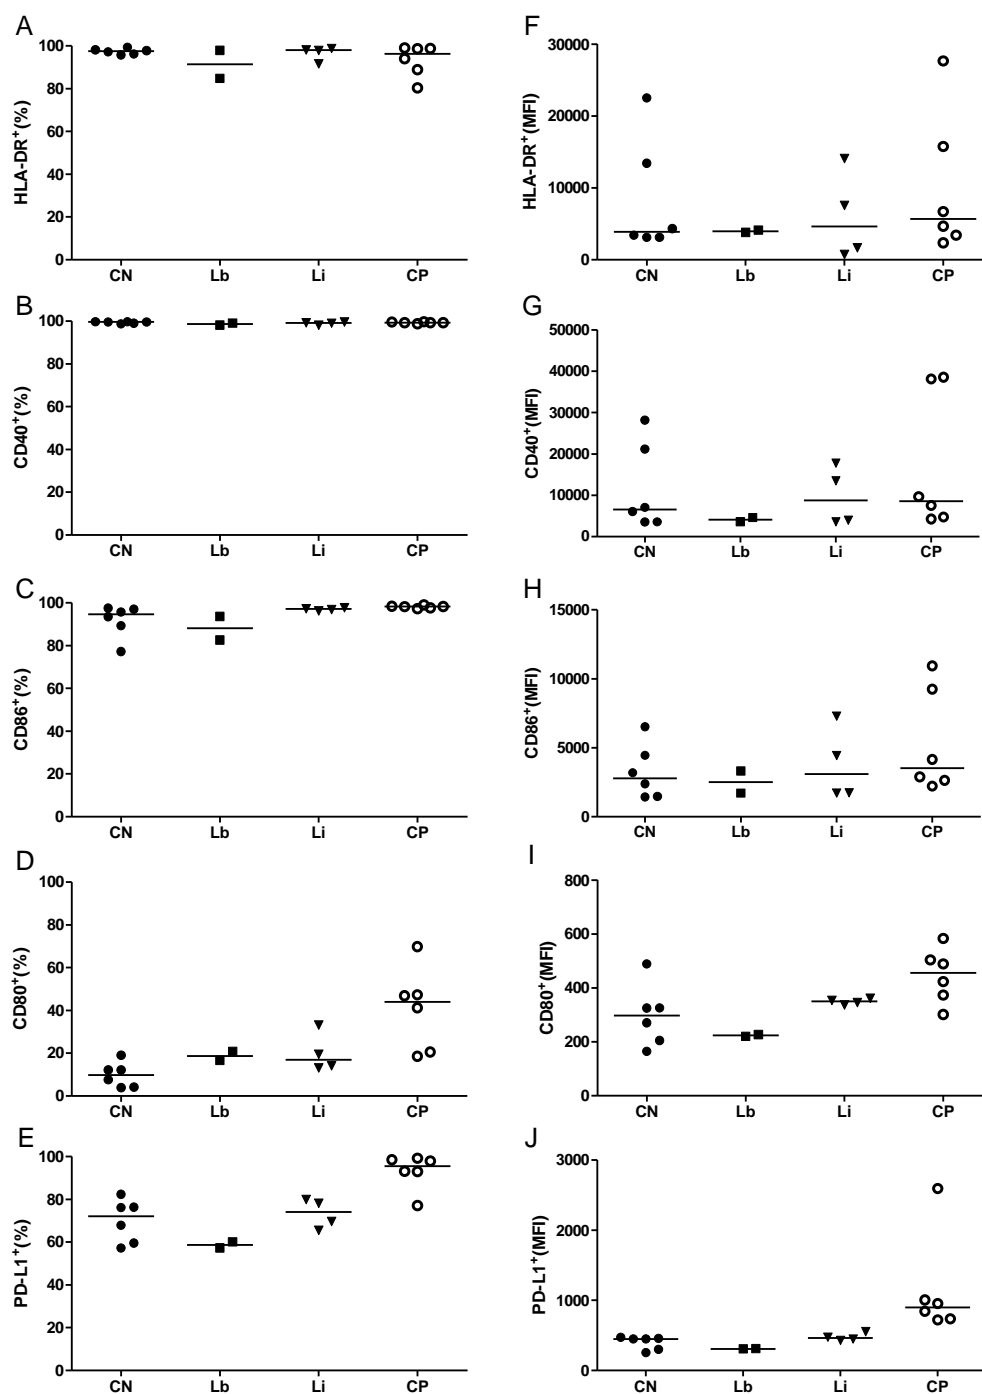 A
HLA-DR+(%)
100
80
60
40
20
0
CN Lb Li CP
F
HLA-DR+(MFI)
30000
20000
10000
0
CN Lb Li CP
B
CD40+(%)
100
80
60
40
20
0
CN Lb Li CP
G
CD40+(MFI)
50000
40000
30000
20000
10000
0
CN Lb Li CP
C
CD86+(%)
100
80
60
40
20
0
CN Lb Li CP
H
CD86+(MFI)
15000
10000
5000
0
CN Lb Li CP
D
CD80+(%)
100
80
60
40
20
0
CN Lb Li CP
I
CD80+(MFI)
800
600
400
200
0
CN Lb Li CP
E
PD-L1+(%)
100
80
60
40
20
0
CN Lb Li CP
J
PD-L1+(MFI)
3000
2000
1000
0
CN Lb Li CP